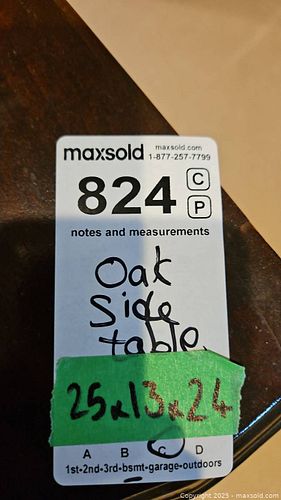 maxsold
maxsold.com
1-877-257-7799
824 C
P
notes and measurements
Oak
Side
table
25x13x24
A B C D
1st-2nd-3rd-bsmt-garage-outdoors
Copyright 2023 - maxsold.com